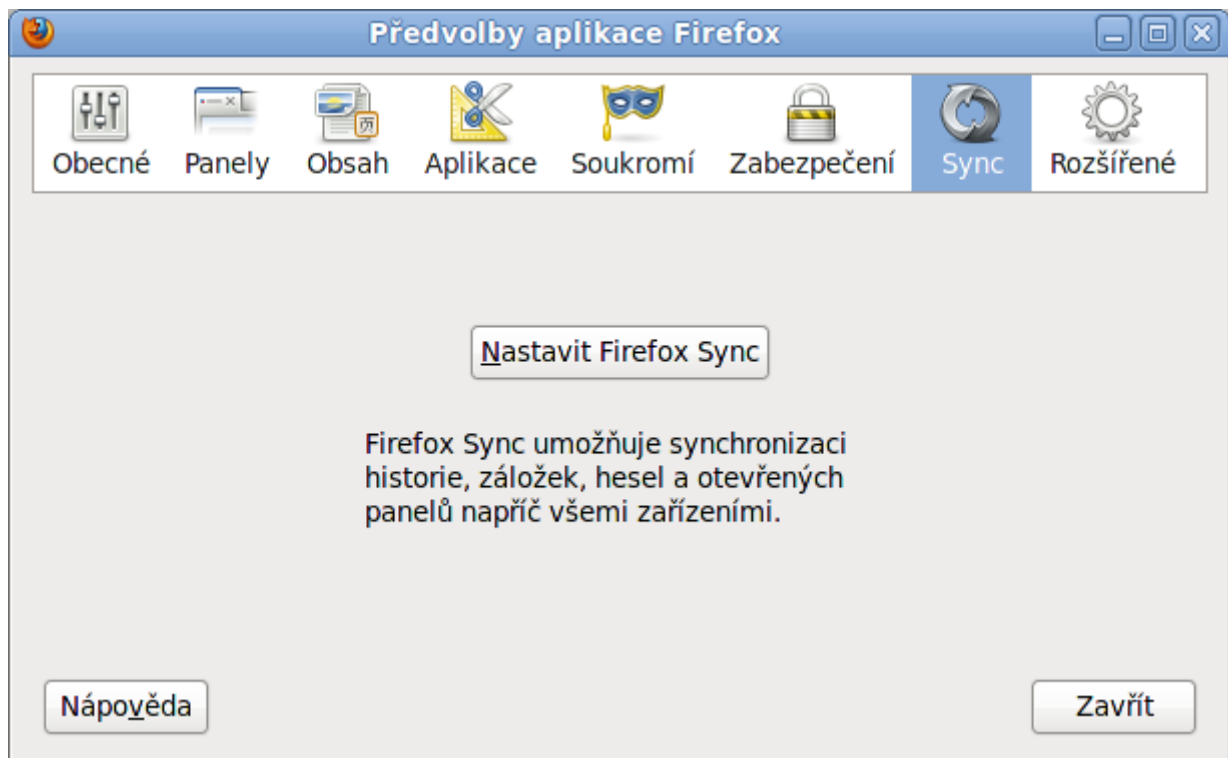 Předvolby aplikace Firefox
Obecné Panely Obsah Aplikace Soukromí Zabezpečení Sync Rozšířené
Nastavit Firefox Sync
Firefox Sync umožňuje synchronizaci
historie, záložek, hesel a otevřených
panelů napříč všemi zařízeními.
Nápověda Zavřít